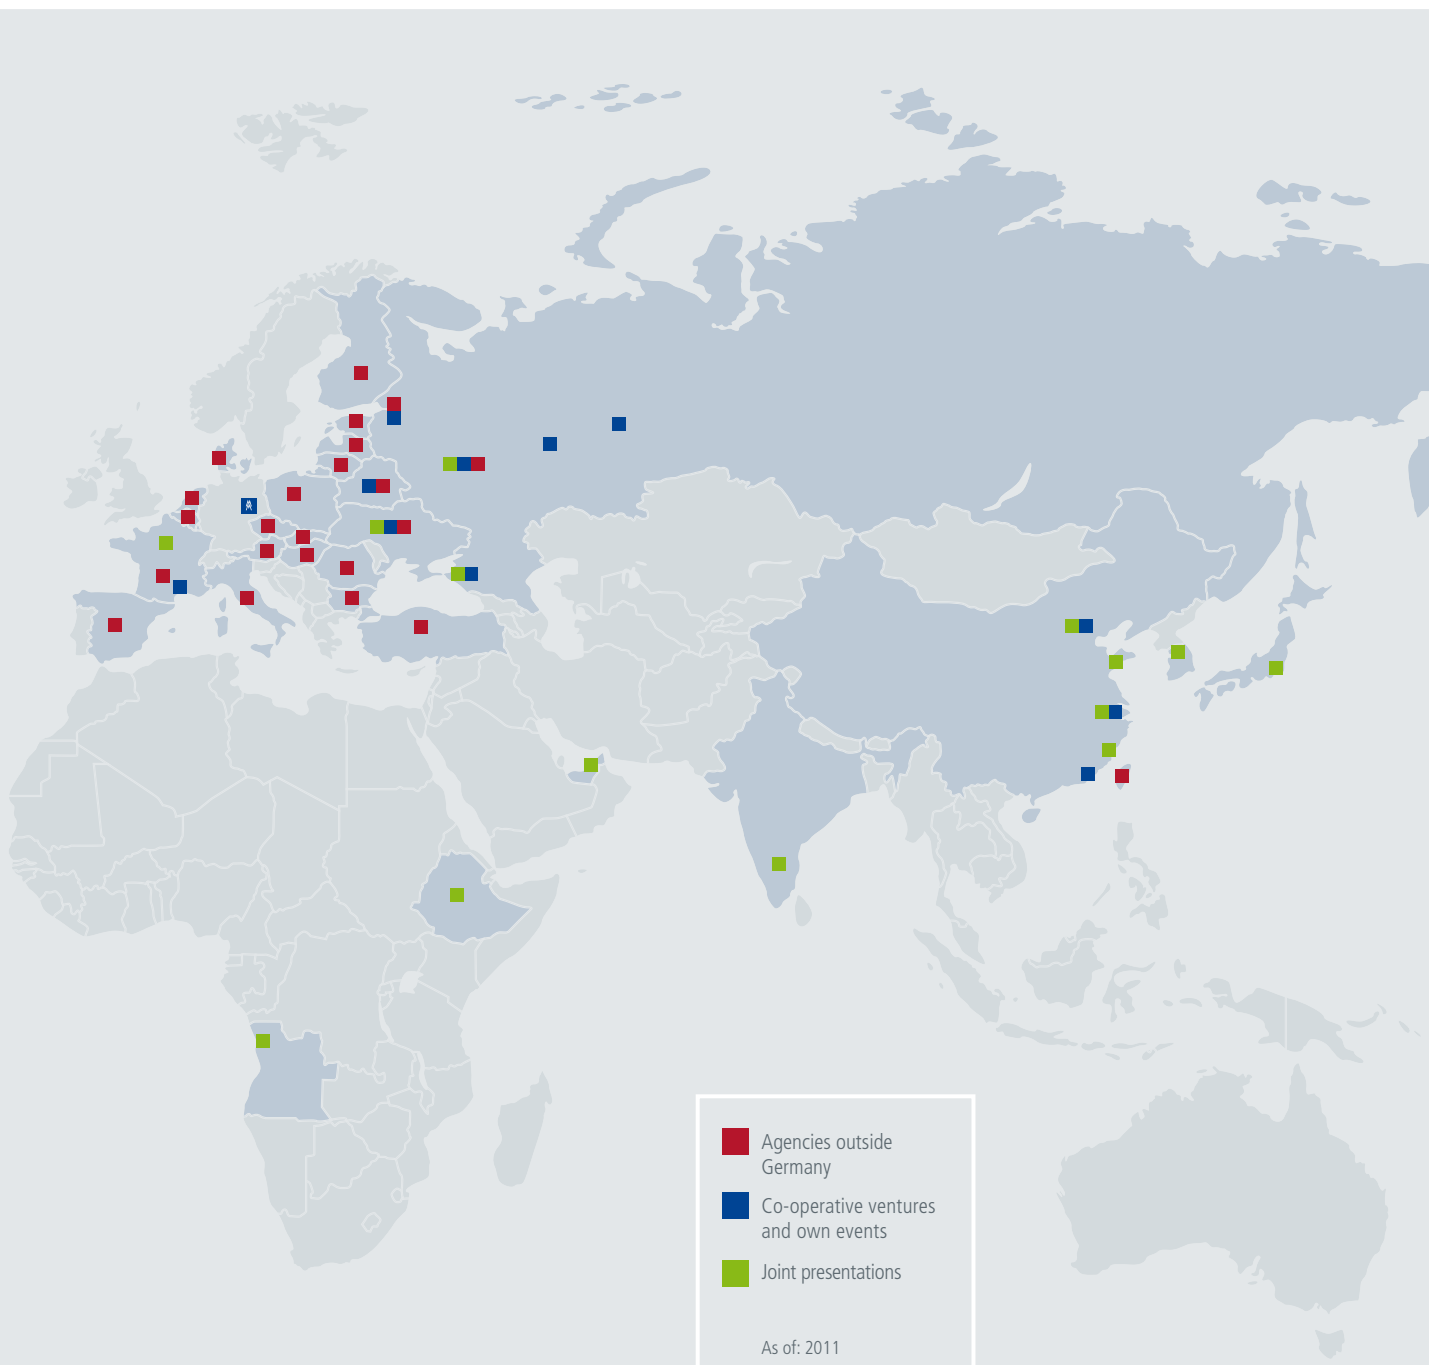 Agencies outside
Germany
Co-operative ventures
and own events
Joint presentations
As of: 2011